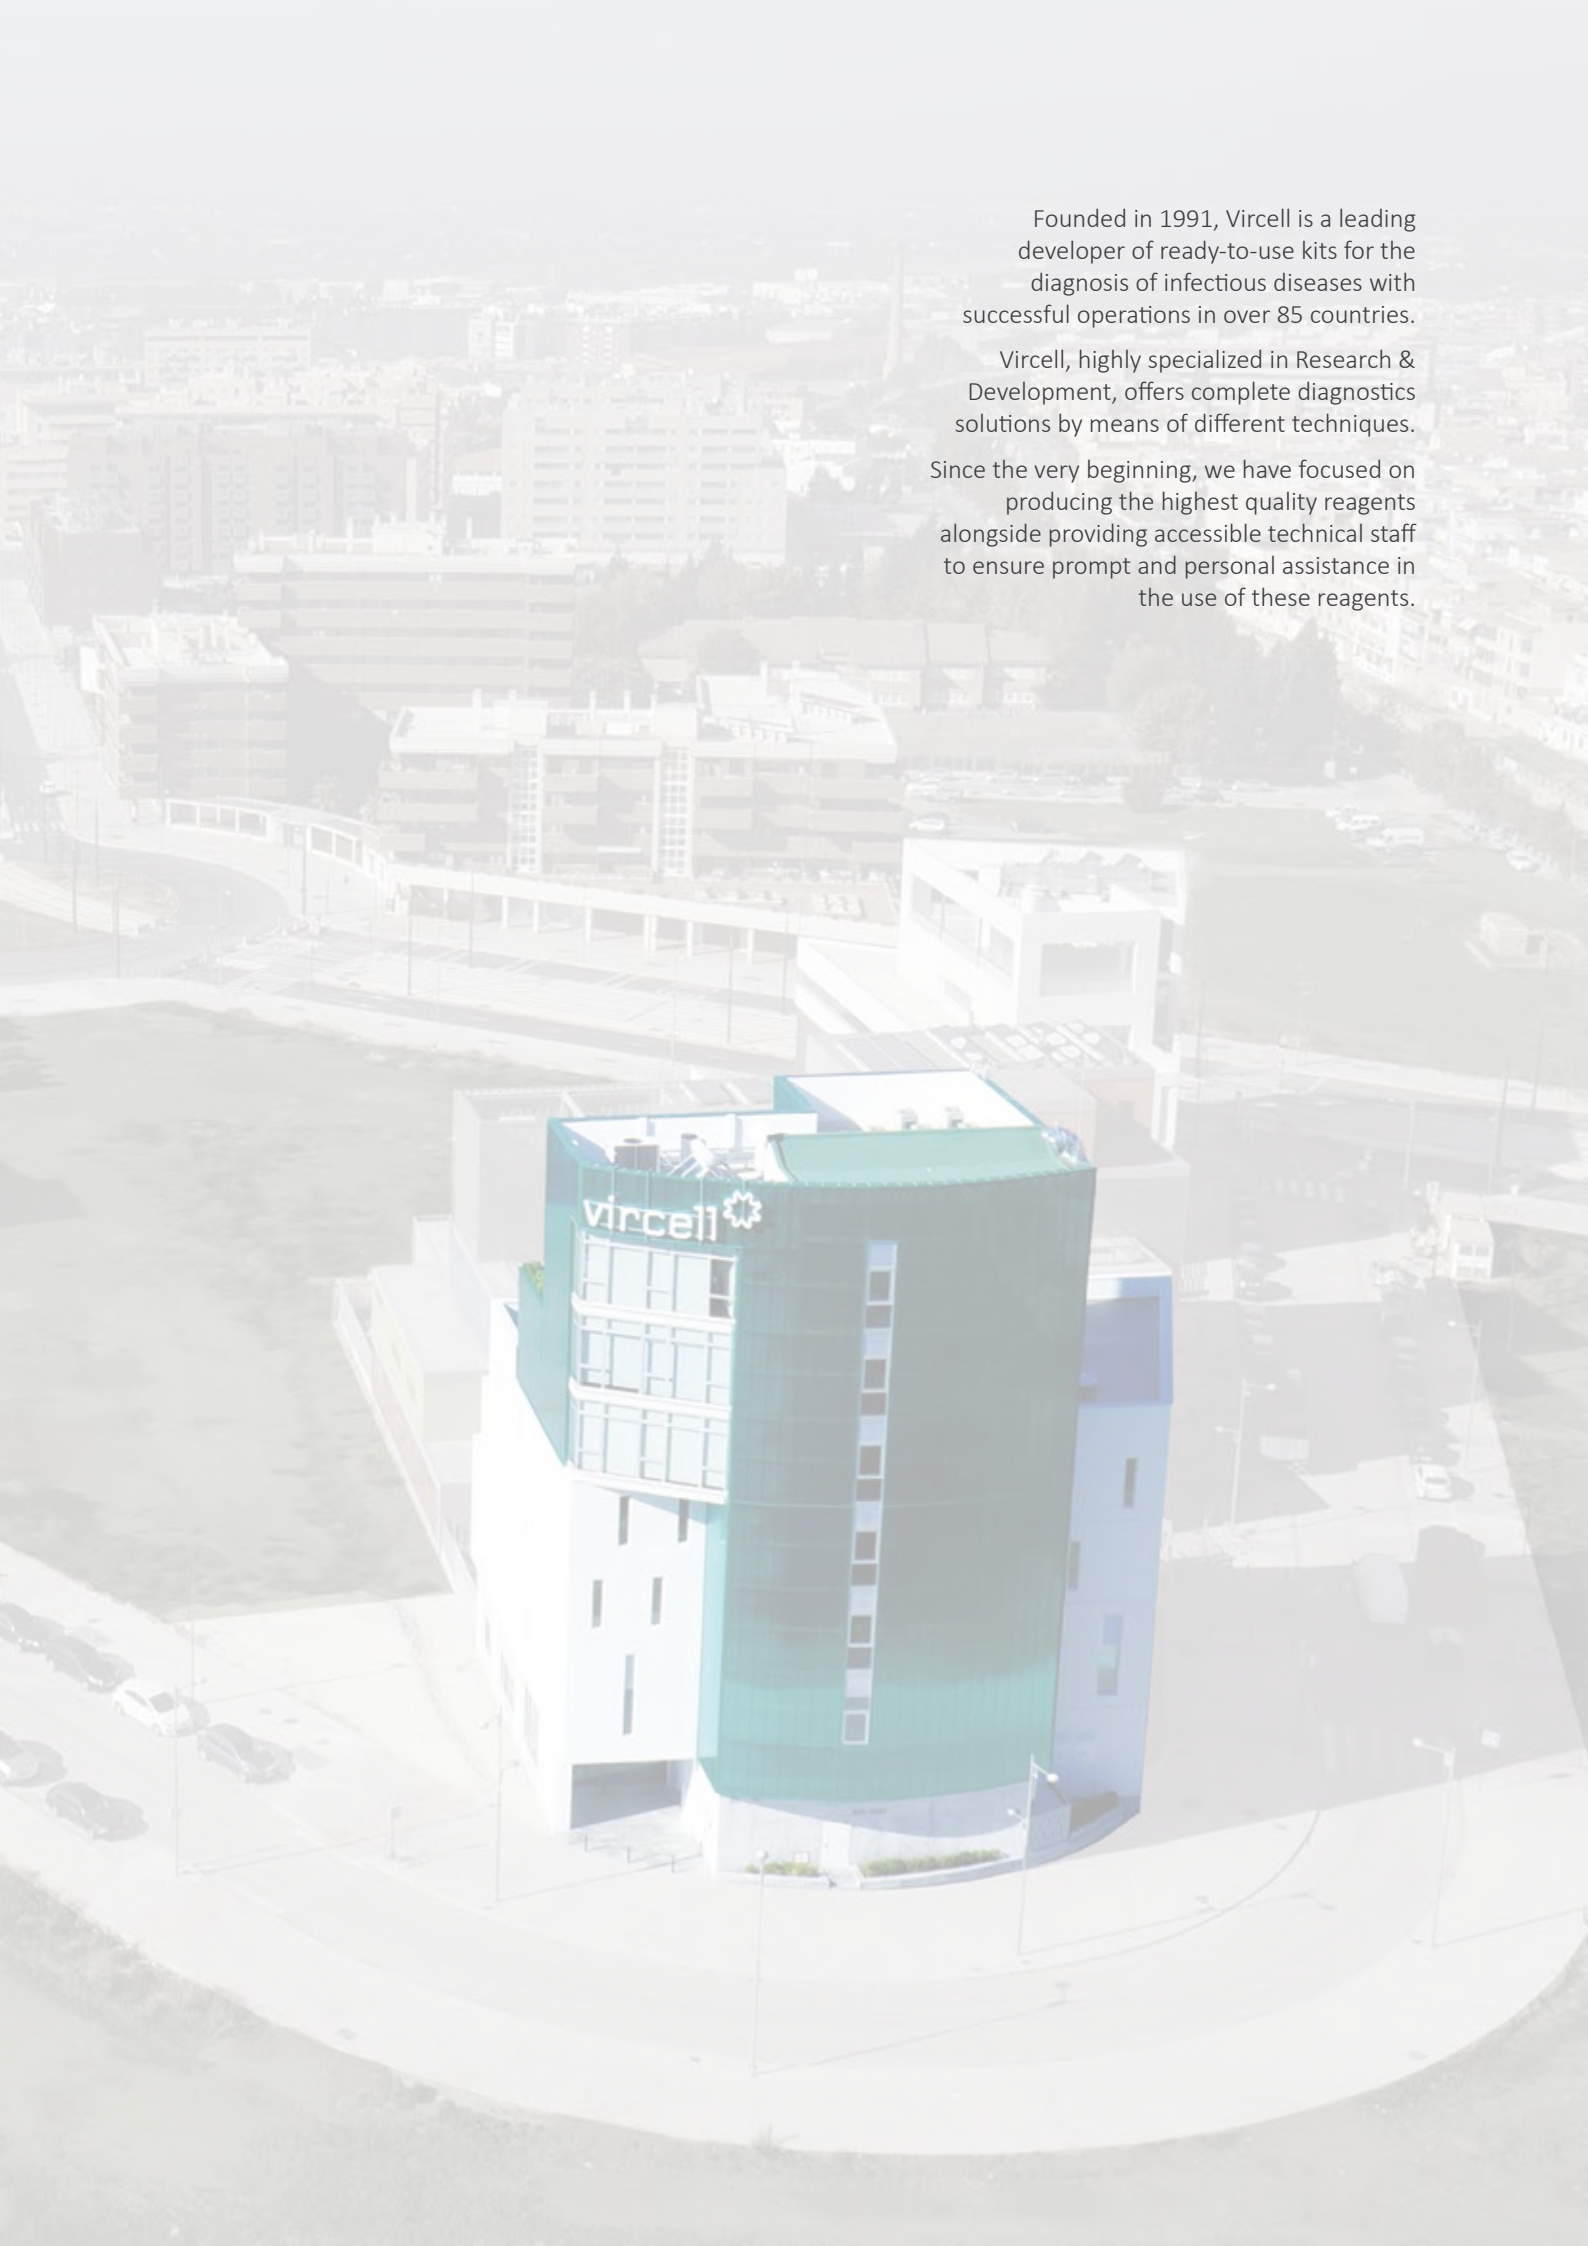 Founded in 1991, Vircell is a leading
developer of ready-to-use kits for the
diagnosis of infectious diseases with
successful operations in over 85 countries.
Vircell, highly specialized in Research &
Development, offers complete diagnostics
solutions by means of different techniques.
Since the very beginning, we have focused on
producing the highest quality reagents
alongside providing accessible technical staff
to ensure prompt and personal assistance in
the use of these reagents.
vircell